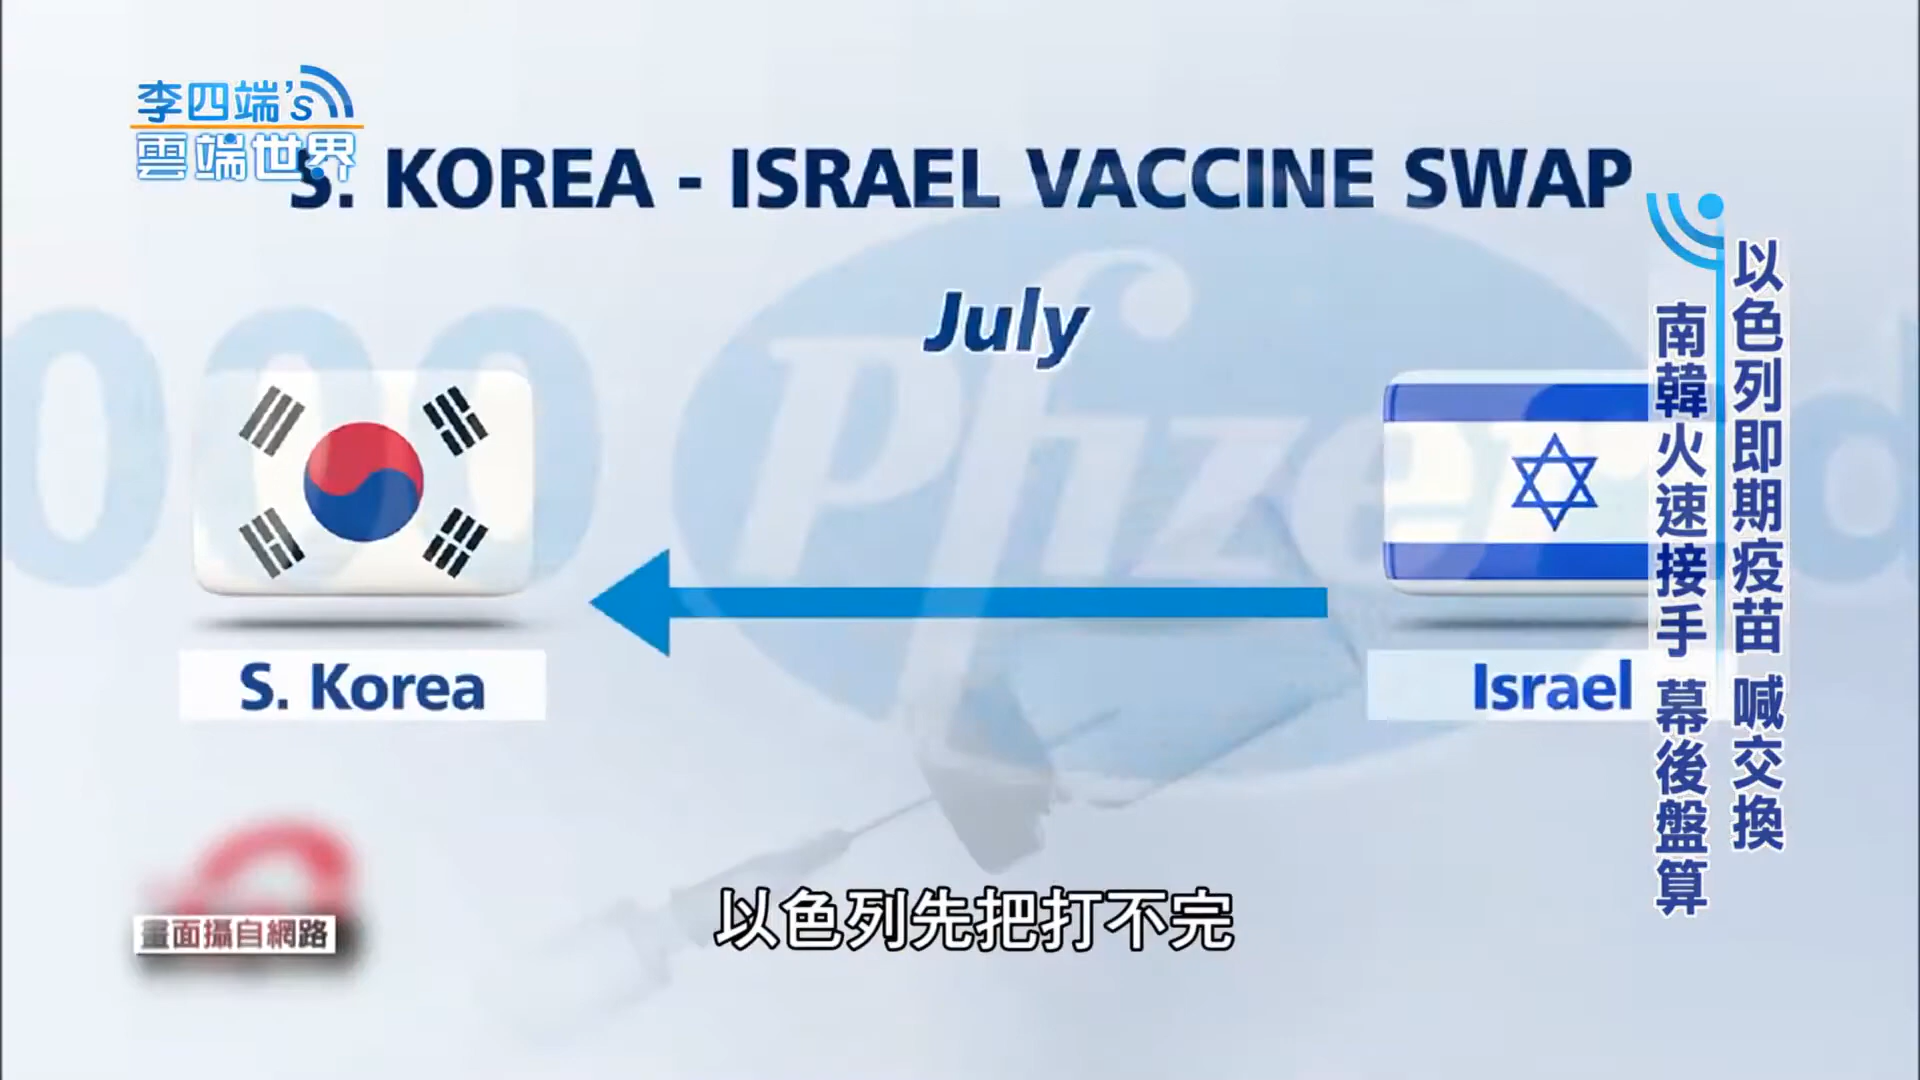 李四端's
雲端世界
S. KOREA - ISRAEL VACCINE SWAP
July
000
Pfizer
d
S. Korea
Israel
以色列即期疫苗 喊交換
南韓火速接手 幕後盤算
畫面攝自網路
以色列先把打不完